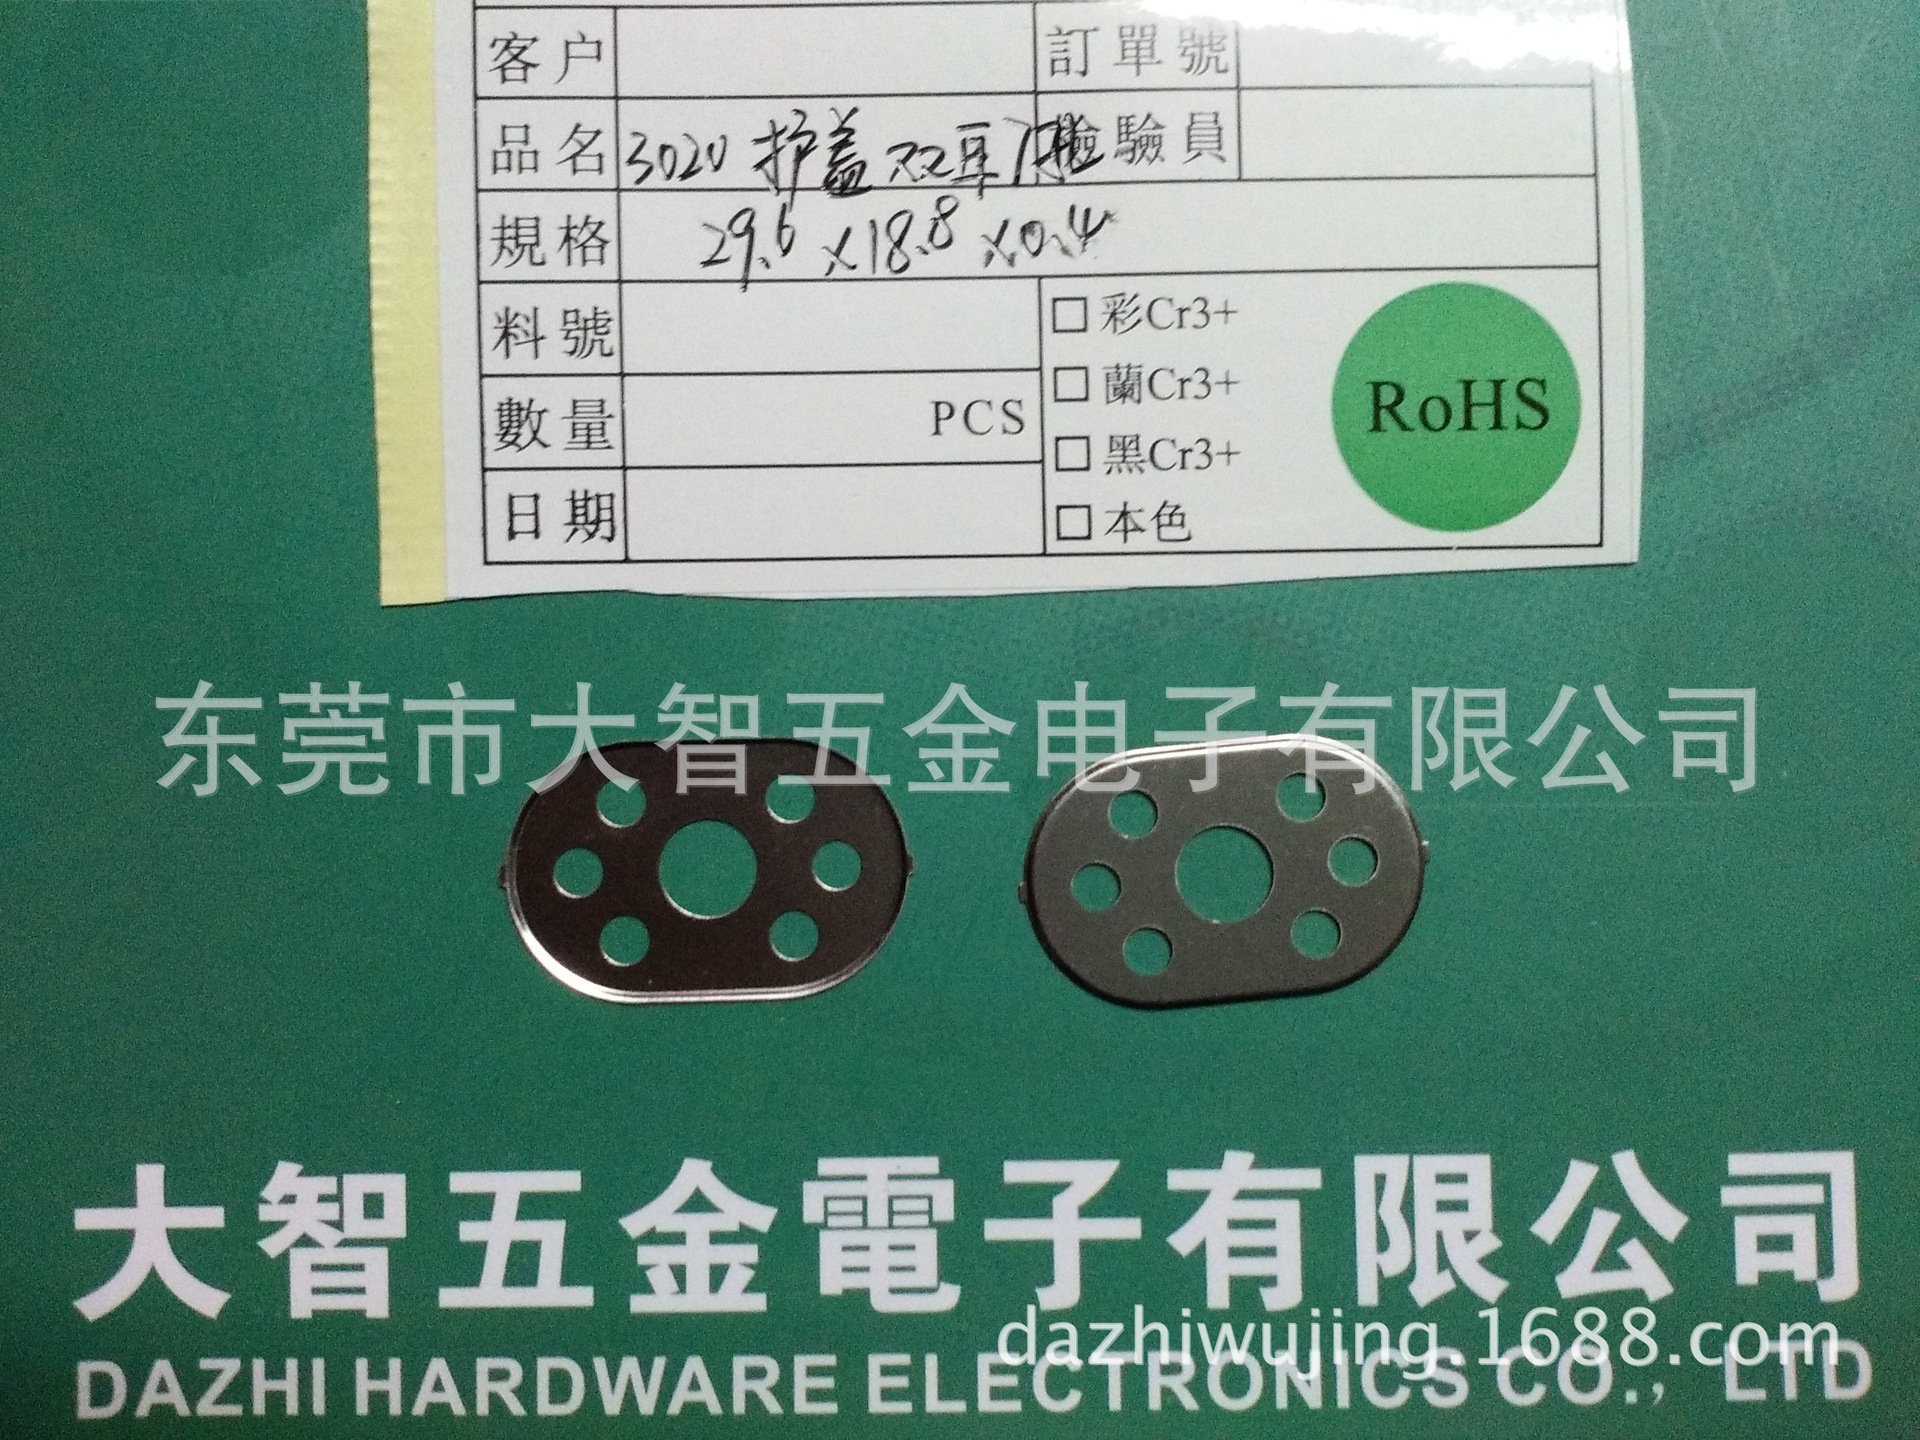 客户 訂單號
品名 3020 护盖双耳 檢驗員
規格 29.6 x 18.8 x 0.4
料號
數量 PCS
日期
□ 彩Cr3+
□ 蘭Cr3+
□ 黑Cr3+
□ 本色
RoHS
东莞市大智五金电子有限公司
大智五金電子有限公司
dazhiwujing.1688.com
DAZHI HARDWARE ELECTRONICS CO., LTD